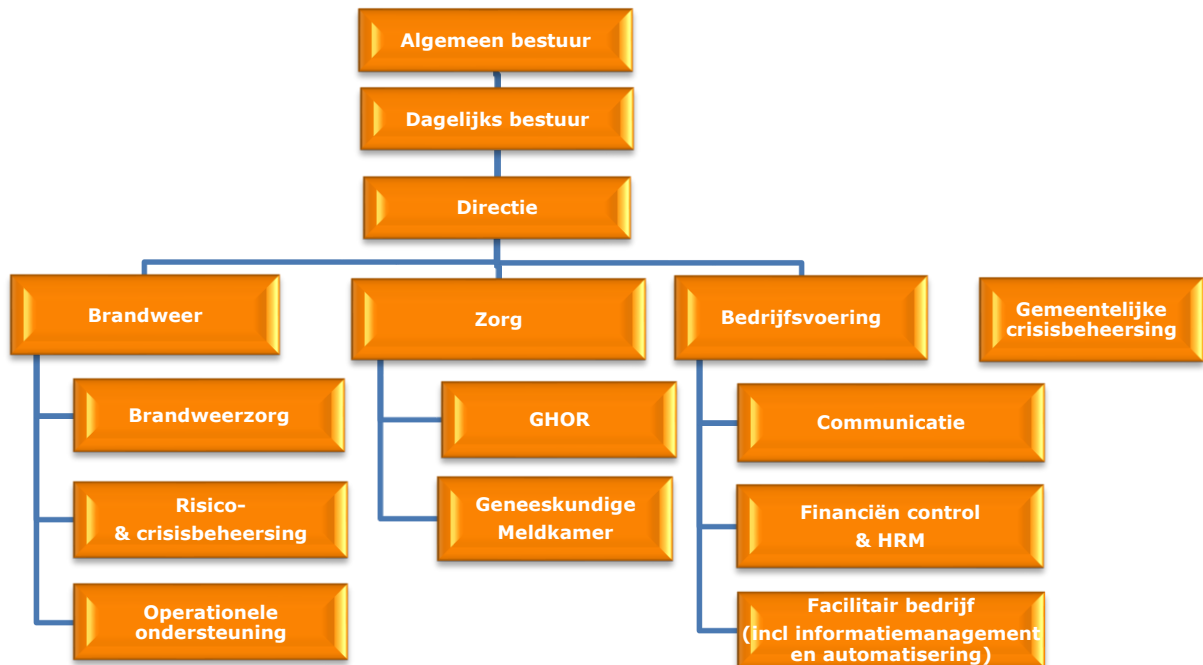 Algemeen bestuur
Dagelijks bestuur
Directie
Brandweer
Zorg
Bedrijfsvoering
Gemeentelijke
crisisbeheersing
Brandweerzorg
GHOR
Communicatie
Risico-
& crisisbeheersing
Geneeskundige
Meldkamer
Financiën control
& HRM
Operationele
ondersteuning
Facilitair bedrijf
(incl informatiemanagement
en automatisering)